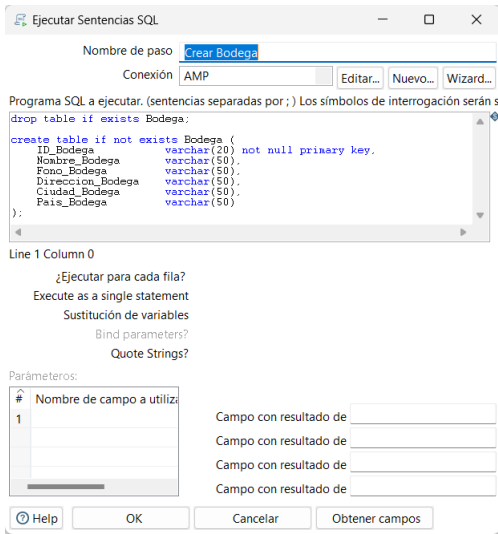 Ejecutar Sentencias SQL
Nombre de paso Crear Bodega
Conexión AMP Editar... Nuevo... Wizard...
Programa SQL a ejecutar. (sentencias separadas por ; ) Los símbolos de interrogación serán s
drop table if exists Bodega;
create table if not exists Bodega (
ID_Bodega varchar(20) not null primary key,
Nombre_Bodega varchar(50),
Fono_Bodega varchar(50),
Direccion_Bodega varchar(50),
Ciudad_Bodega varchar(50),
Pais_Bodega varchar(50)
);
Line 1 Column 0
¿Ejecutar para cada fila?
Execute as a single statement
Sustitución de variables
Bind parameters?
Quote Strings?
Parámeteros:
# Nombre de campo a utiliza
1
Campo con resultado de
Campo con resultado de
Campo con resultado de
Campo con resultado de
Help OK Cancelar Obtener campos